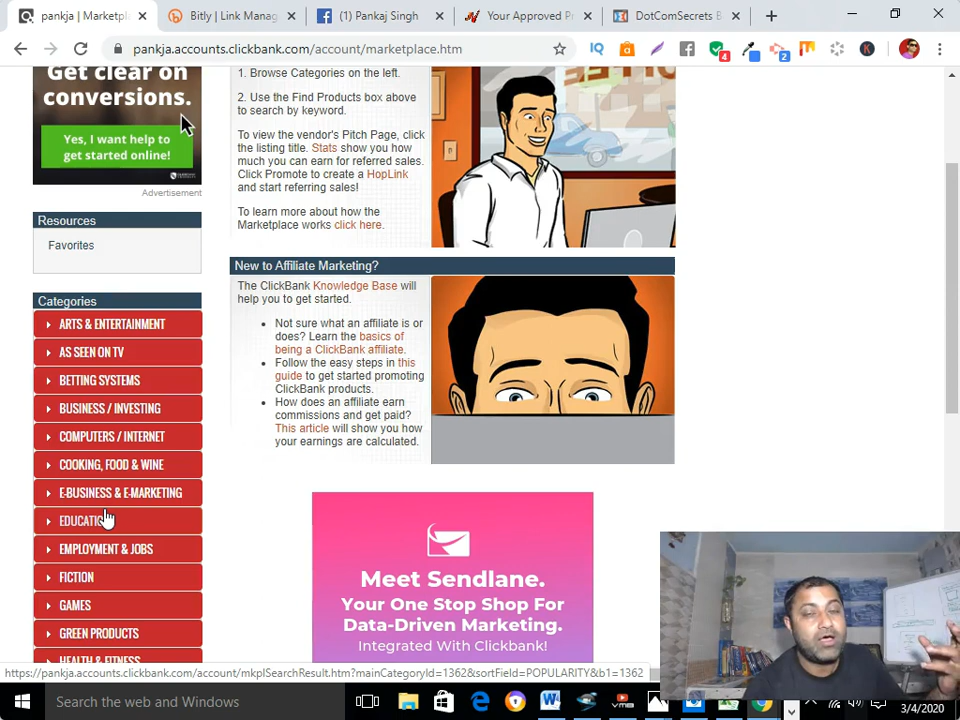 pankja | Marketpla
Bitly | Link Manag
(1) Pankaj Singh
Your Approved Pr
DotComSecrets B
pankja.accounts.clickbank.com/account/marketplace.htm
4
2
K
Get clear on
conversions.
Yes, I want help to
get started online!
Advertisement
Resources
Favorites
Categories
ARTS & ENTERTAINMENT
AS SEEN ON TV
BETTING SYSTEMS
BUSINESS / INVESTING
COMPUTERS / INTERNET
COOKING, FOOD & WINE
E-BUSINESS & E-MARKETING
EDUCATION
EMPLOYMENT & JOBS
FICTION
GAMES
GREEN PRODUCTS
HEALTH & FITNESS
1. Browse Categories on the left.
2. Use the Find Products box above
to search by keyword.
To view the vendor's Pitch Page, click
the listing title. Stats show you how
much you can earn for referred sales.
Click Promote to create a HopLink
and start referring sales!
To learn more about how the
Marketplace works click here.
New to Affiliate Marketing?
The ClickBank Knowledge Base will
help you to get started.
• Not sure what an affiliate is or
does? Learn the basics of
being a ClickBank affiliate.
• Follow the easy steps in this
guide to get started promoting
ClickBank products.
• How does an affiliate earn
commissions and get paid?
This article will show you how
your earnings are calculated.
Meet Sendlane.
Your One Stop Shop For
Data-Driven Marketing.
Integrated With Clickbank!
https://pankja.accounts.clickbank.com/account/mkplSearchResult.htm?mainCategoryId=1362&sortField=POPULARITY&b1=1362
Search the web and Windows
3/4/2020